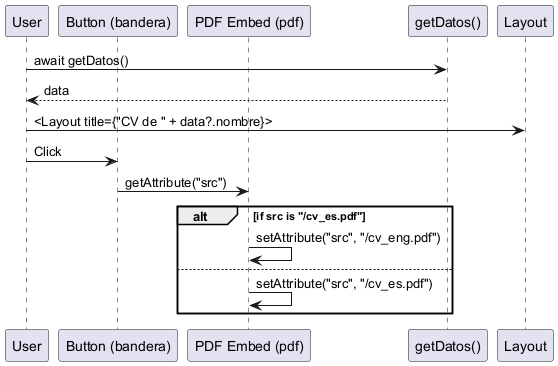 User Button (bandera) PDF Embed (pdf) getDatos() Layout
await getDatos()
data
<Layout title={"CV de " + data?.nombre}>
Click
getAttribute("src")
alt [if src is "/cv_es.pdf"]
setAttribute("src", "/cv_eng.pdf")
setAttribute("src", "/cv_es.pdf")
User Button (bandera) PDF Embed (pdf) getDatos() Layout